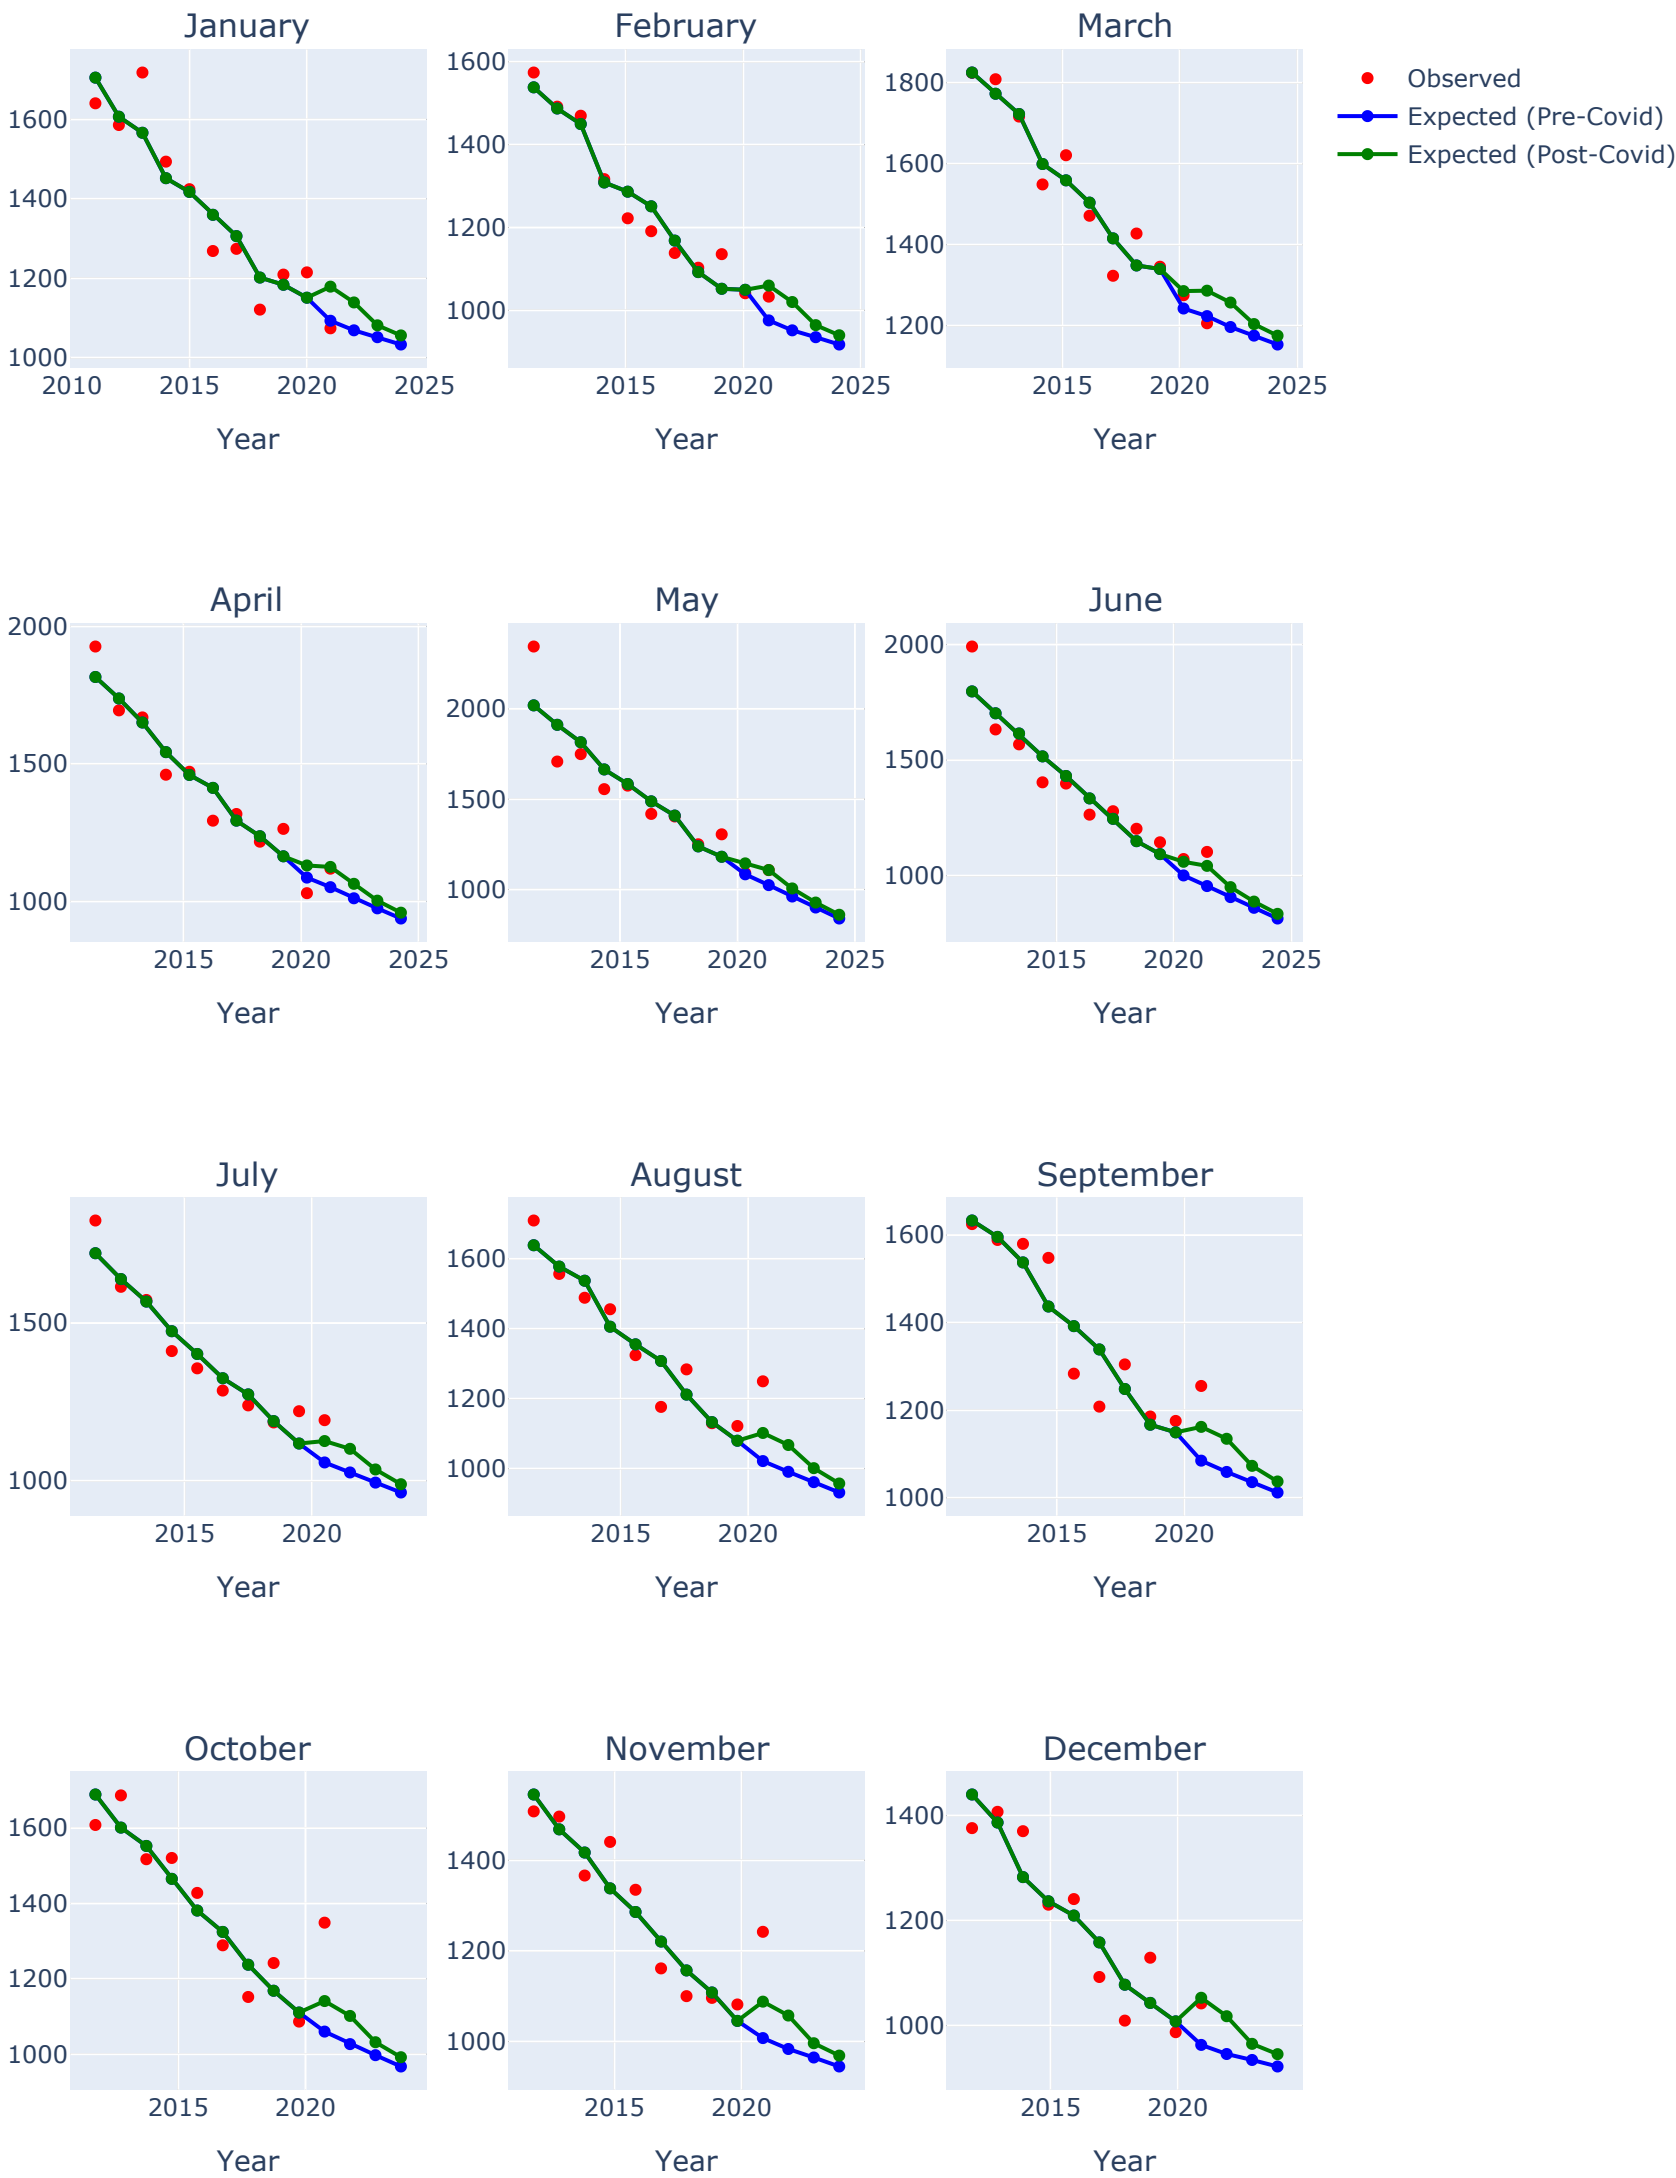 January
February
March
Observed
Expected (Pre-Covid)
Expected (Post-Covid)
1600
1400
1200
1000
2010
2015
2020
2025
Year
1600
1400
1200
1000
2015
2020
2025
Year
1800
1600
1400
1200
2015
2020
2025
Year
April
May
June
2000
1500
1000
2015
2020
2025
Year
2000
1500
1000
2015
2020
2025
Year
2000
1500
1000
2015
2020
2025
Year
July
August
September
1500
1000
2015
2020
Year
1600
1400
1200
1000
2015
2020
Year
1600
1400
1200
1000
2015
2020
Year
October
November
December
1600
1400
1200
1000
2015
2020
Year
1400
1200
1000
2015
2020
Year
1400
1200
1000
2015
2020
Year